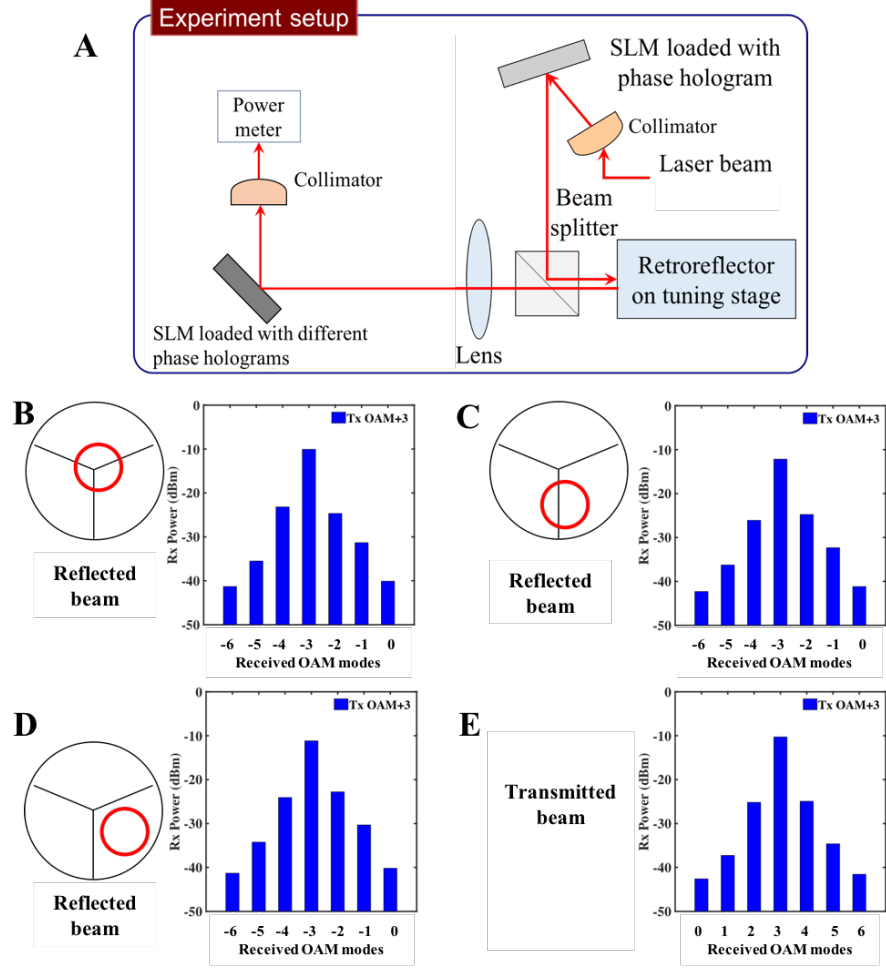 Experiment setup
A
SLM loaded with
phase hologram
Power
meter
Collimator
Collimator
Laser beam
Beam
splitter
Retroreflector
on tuning stage
SLM loaded with different
phase holograms
Lens
B
Reflected
beam
Tx OAM+3
Rx Power (dBm)
0
-10
-20
-30
-40
-50
-6 -5 -4 -3 -2 -1 0
Received OAM modes
C
Reflected
beam
Tx OAM+3
Rx Power (dBm)
0
-10
-20
-30
-40
-50
-6 -5 -4 -3 -2 -1 0
Received OAM modes
D
Reflected
beam
Tx OAM+3
Rx Power (dBm)
0
-10
-20
-30
-40
-50
-6 -5 -4 -3 -2 -1 0
Received OAM modes
E
Transmitted
beam
Tx OAM+3
Rx Power (dBm)
0
-10
-20
-30
-40
-50
0 1 2 3 4 5 6
Received OAM modes